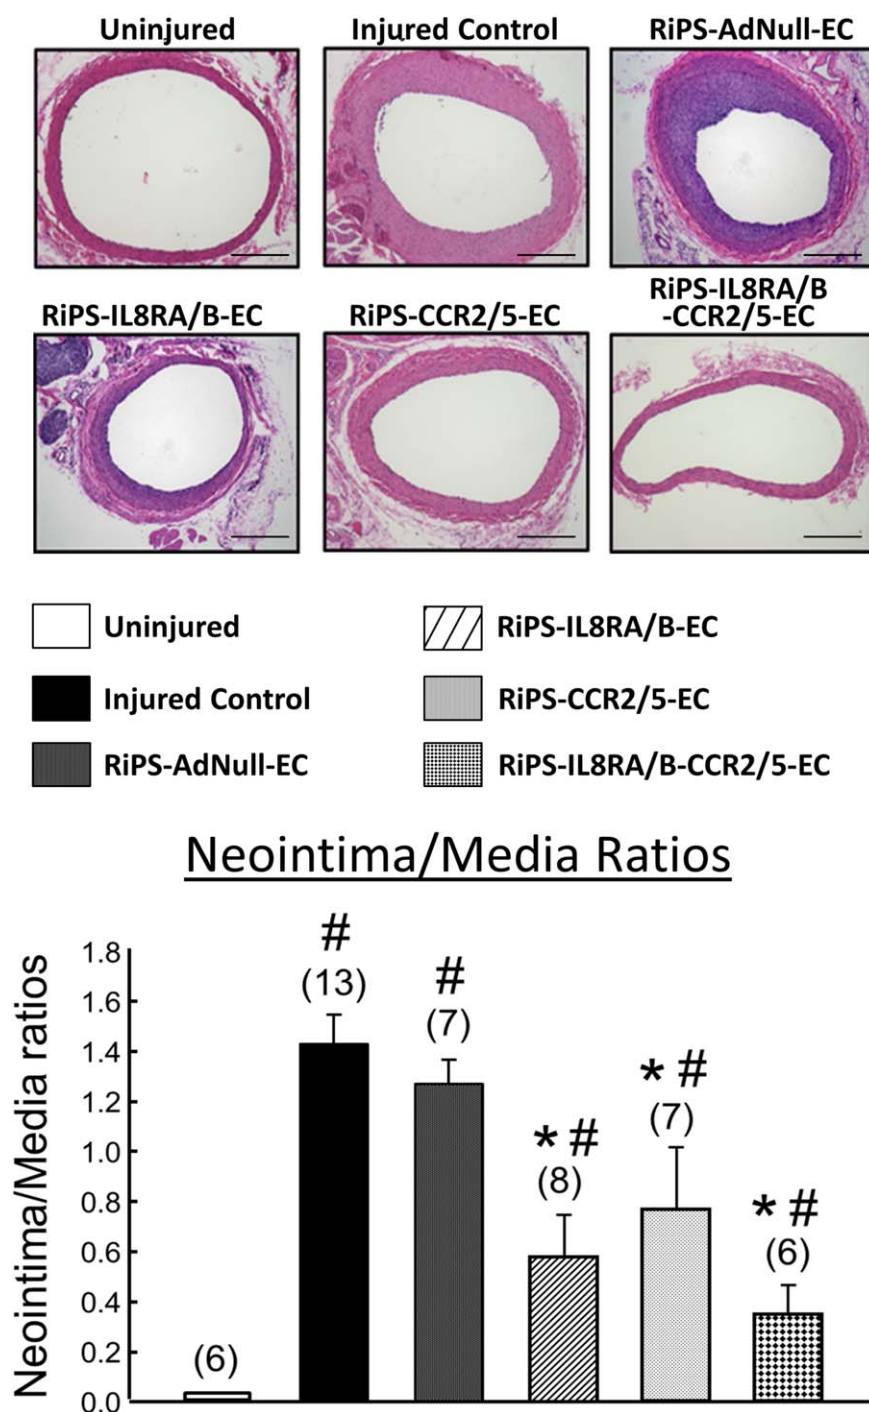 Uninjured
Injured Control
RiPS-AdNull-EC
RiPS-IL8RA/B-EC
RiPS-CCR2/5-EC
RiPS-IL8RA/B
-CCR2/5-EC
Uninjured
RiPS-IL8RA/B-EC
Injured Control
RiPS-CCR2/5-EC
RiPS-AdNull-EC
RiPS-IL8RA/B-CCR2/5-EC
Neointima/Media Ratios
Neointima/Media ratios
1.8
1.6
1.4
1.2
1.0
0.8
0.6
0.4
0.2
0.0
(6)
#
(13)
#
(7)
* #
(8)
* #
(7)
* #
(6)